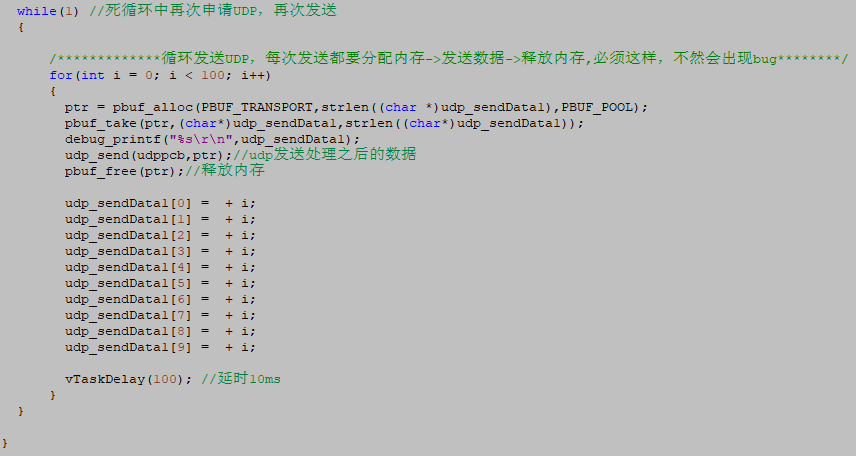 while(1) //死循环中再次申请UDP，再次发送
{
/*************循环发送UDP，每次发送都要分配内存->发送数据->释放内存,必须这样，不然会出现bug********/
for(int i = 0; i < 100; i++)
{
ptr = pbuf_alloc(PBUF_TRANSPORT,strlen((char *)udp_sendData1),PBUF_POOL);
pbuf_take(ptr,(char*)udp_sendData1,strlen((char*)udp_sendData1));
debug_printf("%s\r\n",udp_sendData1);
udp_send(udppcb,ptr);//udp发送处理之后的数据
pbuf_free(ptr);//释放内存
udp_sendData1[0] =  + i;
udp_sendData1[1] =  + i;
udp_sendData1[2] =  + i;
udp_sendData1[3] =  + i;
udp_sendData1[4] =  + i;
udp_sendData1[5] =  + i;
udp_sendData1[6] =  + i;
udp_sendData1[7] =  + i;
udp_sendData1[8] =  + i;
udp_sendData1[9] =  + i;
vTaskDelay(100); //延时10ms
}
}
}